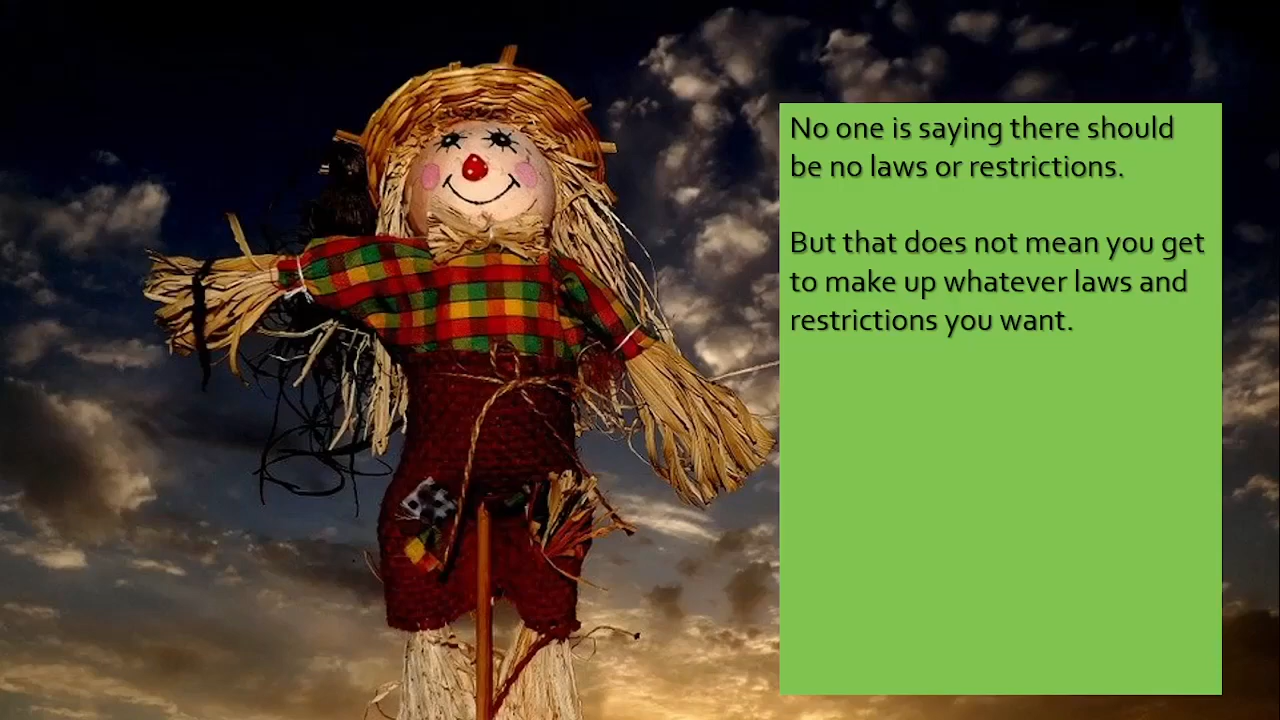 No one is saying there should
be no laws or restrictions.
But that does not mean you get
to make up whatever laws and
restrictions you want.